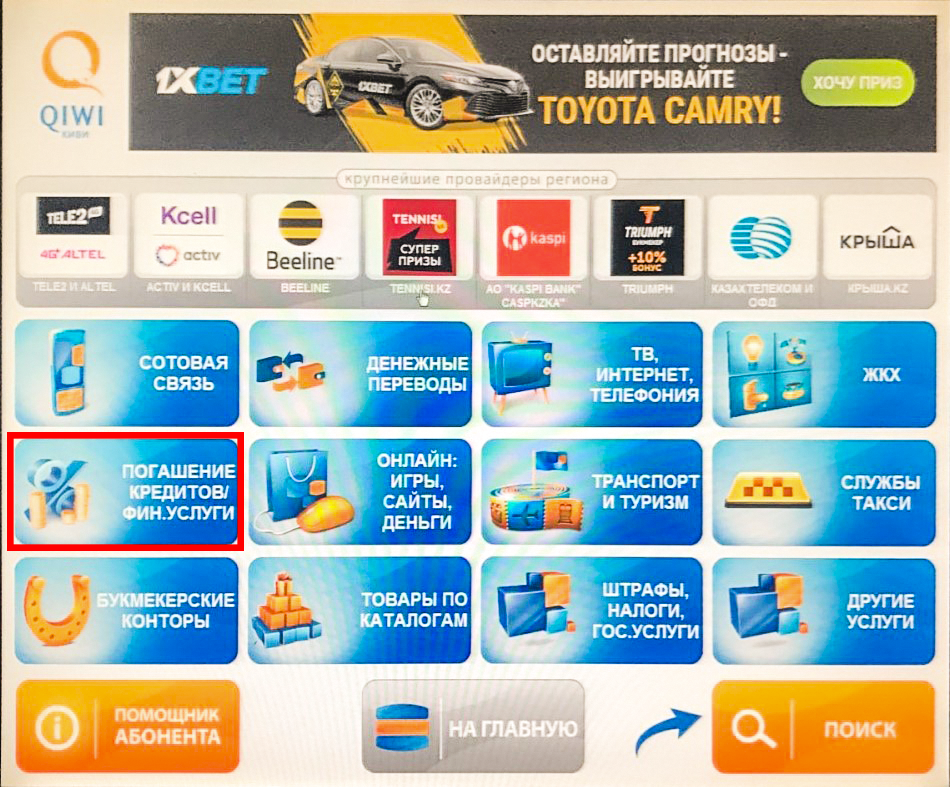 QIWI
КИВИ
1XBET
1XBET
ОСТАВЛЯЙТЕ ПРОГНОЗЫ -
ВЫИГРЫВАЙТЕ
TOYOTA CAMRY!
ХОЧУ ПРИЗ
крупнейшие провайдеры региона
TELE2
4G+ALTEL
TELE2 И ALTEL
Kcell
activ
ACTIV И KCELL
Beeline™
BEELINE
TENNISI
СУПЕР
ПРИЗЫ
TENNISI.KZ
kaspi
АО "KASPI BANK"
CASPKZKA"
TRIUMPH
БУКМЕКЕР
+10%
БОНУС
TRIUMPH
КАЗАХТЕЛЕКОМ И
ОФД
КРЫША
КРЫША.KZ
СОТОВАЯ
СВЯЗЬ
ДЕНЕЖНЫЕ
ПЕРЕВОДЫ
ТВ,
ИНТЕРНЕТ,
ТЕЛЕФОНИЯ
ЖКХ
ПОГАШЕНИЕ
КРЕДИТОВ/
ФИН.УСЛУГИ
ОНЛАЙН:
ИГРЫ,
САЙТЫ,
ДЕНЬГИ
ТРАНСПОРТ
И ТУРИЗМ
СЛУЖБЫ
ТАКСИ
БУКМЕКЕРСКИЕ
КОНТОРЫ
ТОВАРЫ ПО
КАТАЛОГАМ
ШТРАФЫ,
НАЛОГИ,
ГОС.УСЛУГИ
ДРУГИЕ
УСЛУГИ
ПОМОЩНИК
АБОНЕНТА
НА ГЛАВНУЮ
ПОИСК